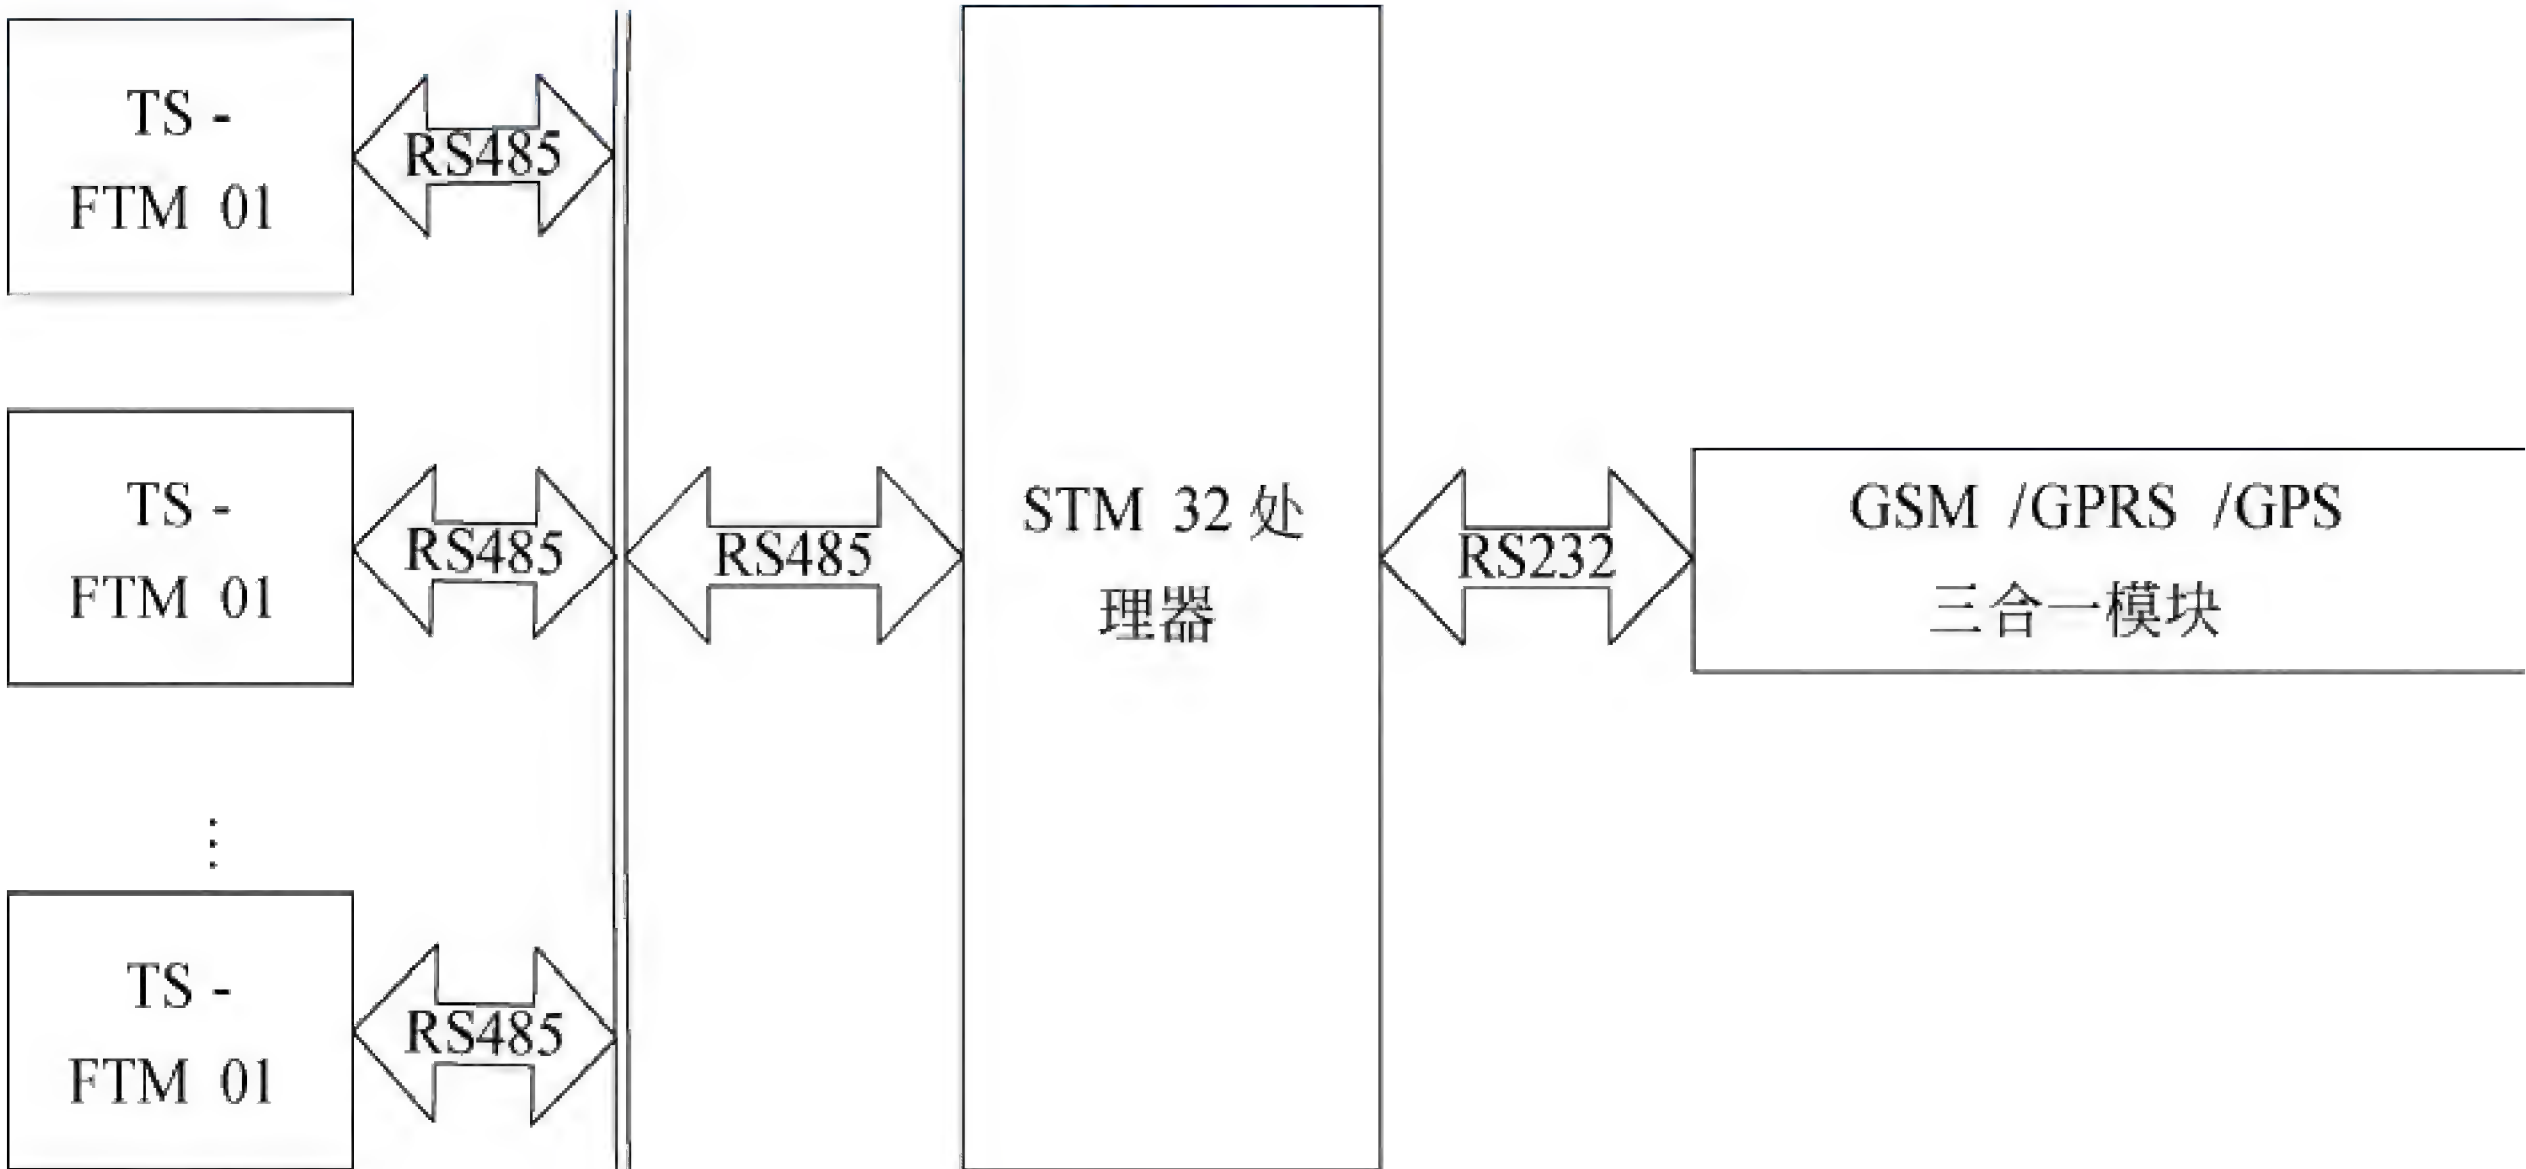 TS -
FTM 01
RS485
TS -
FTM 01
RS485
RS485
STM 32 处
理器
RS232
GSM /GPRS /GPS
三合一模块
⋮
TS -
FTM 01
RS485